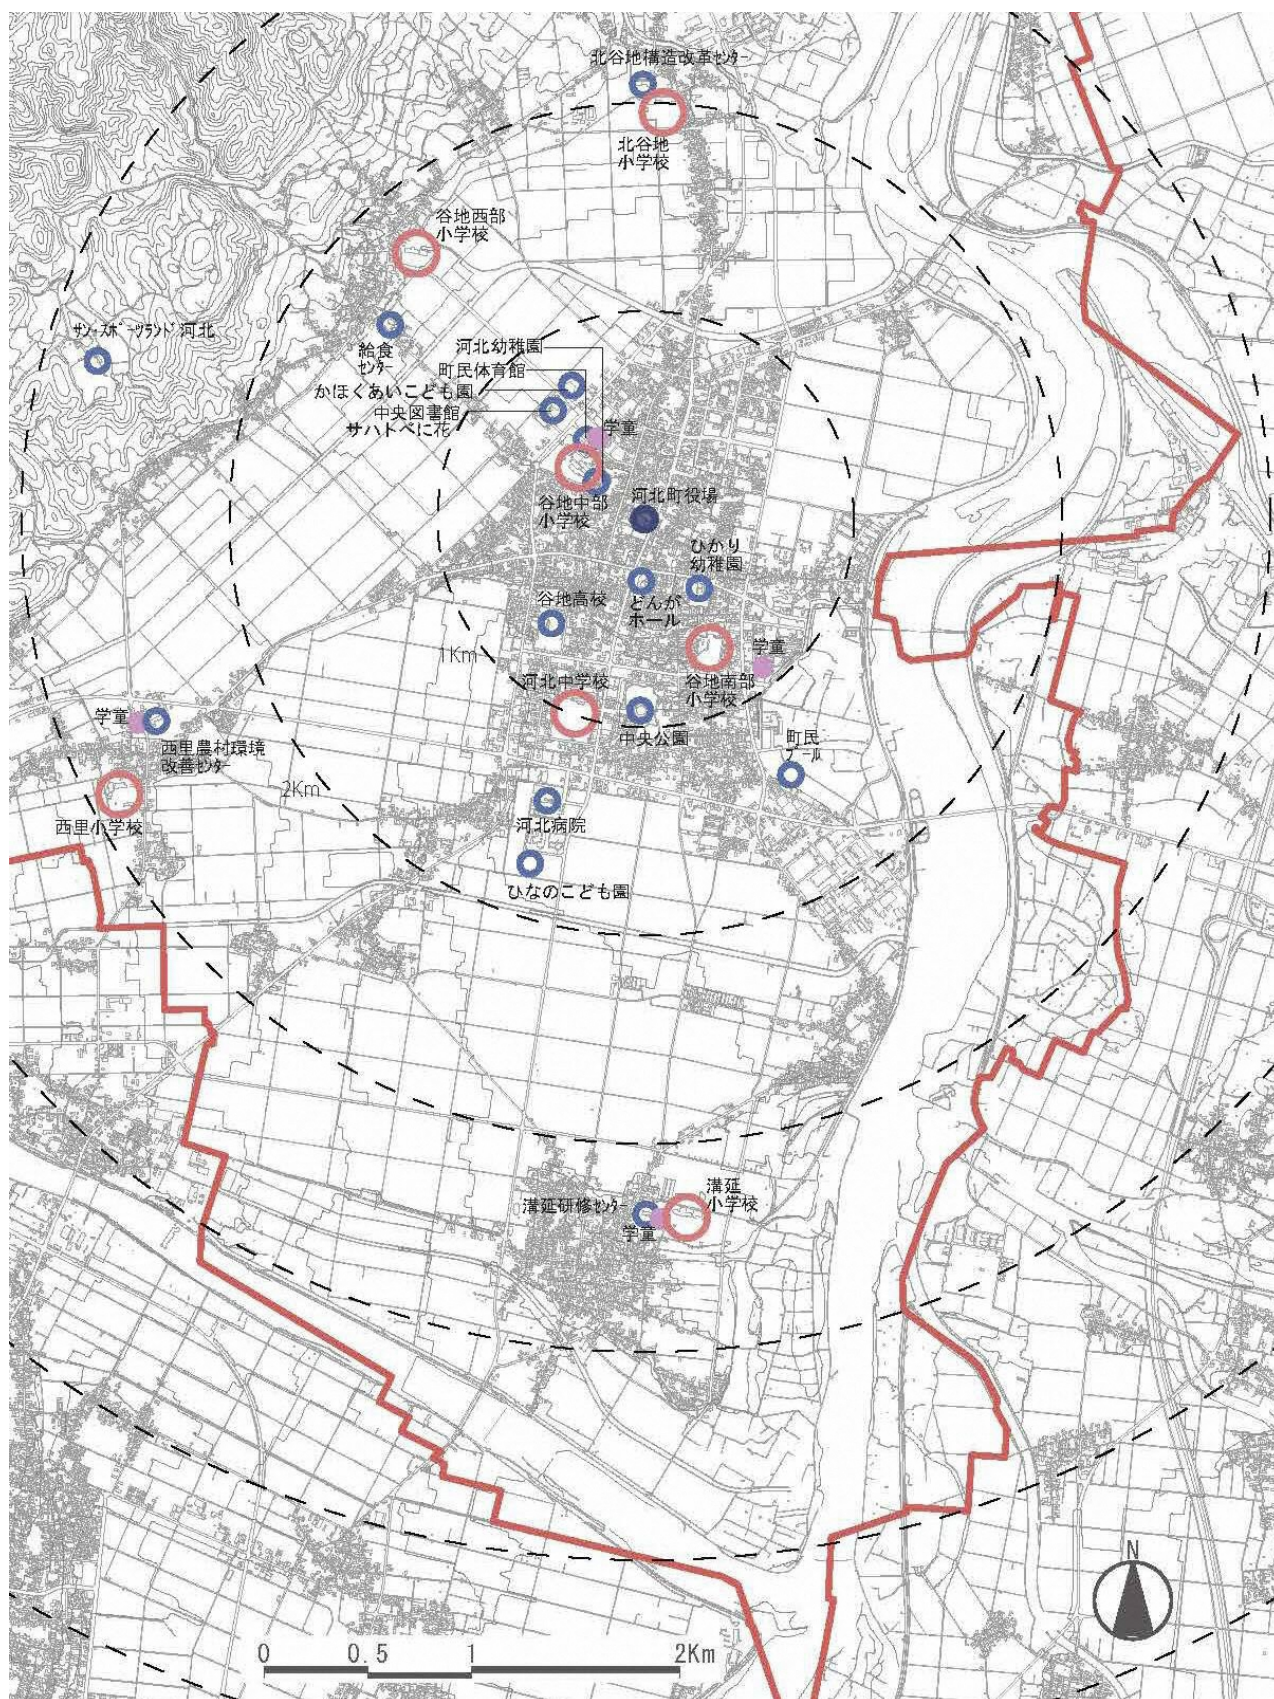 北谷地構造改革センター
北谷地
小学校
谷地西部
小学校
サン・スポーツランド河北
給食
センター
河北幼稚園
町民体育館
かほくあいこども園
中央図書館
サハトべに花
学童
谷地中部
小学校
河北町役場
ひかり
幼稚園
どんが
ホール
谷地高校
1Km
学童
谷地南部
小学校
河北中学校
中央公園
学童
西里農村環境
改善センター
町民
プール
2Km
西里小学校
河北病院
ひなのこども園
溝延
小学校
溝延研修センター
学童
N
0 0.5 1 2Km